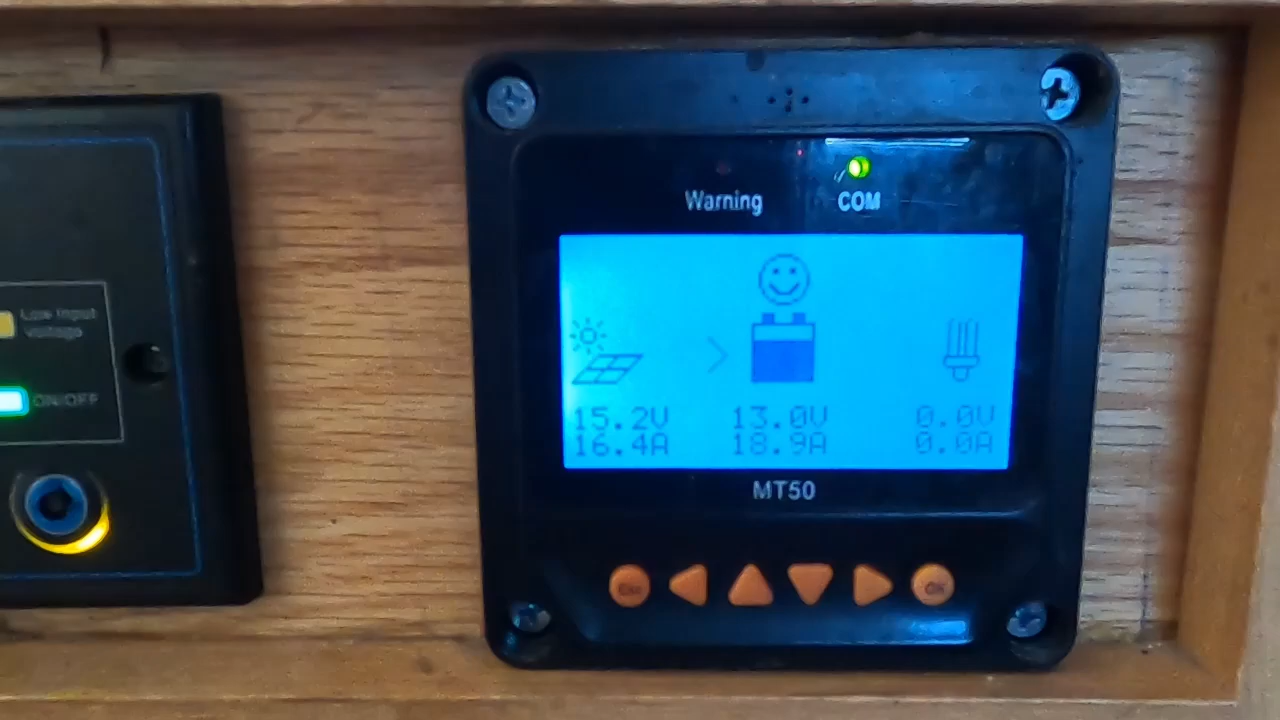 Low Input
Voltage
ON/OFF
Warning
COM
15.2V
13.0V
0.0V
16.4A
18.9A
0.0A
MT50
Esc
OK